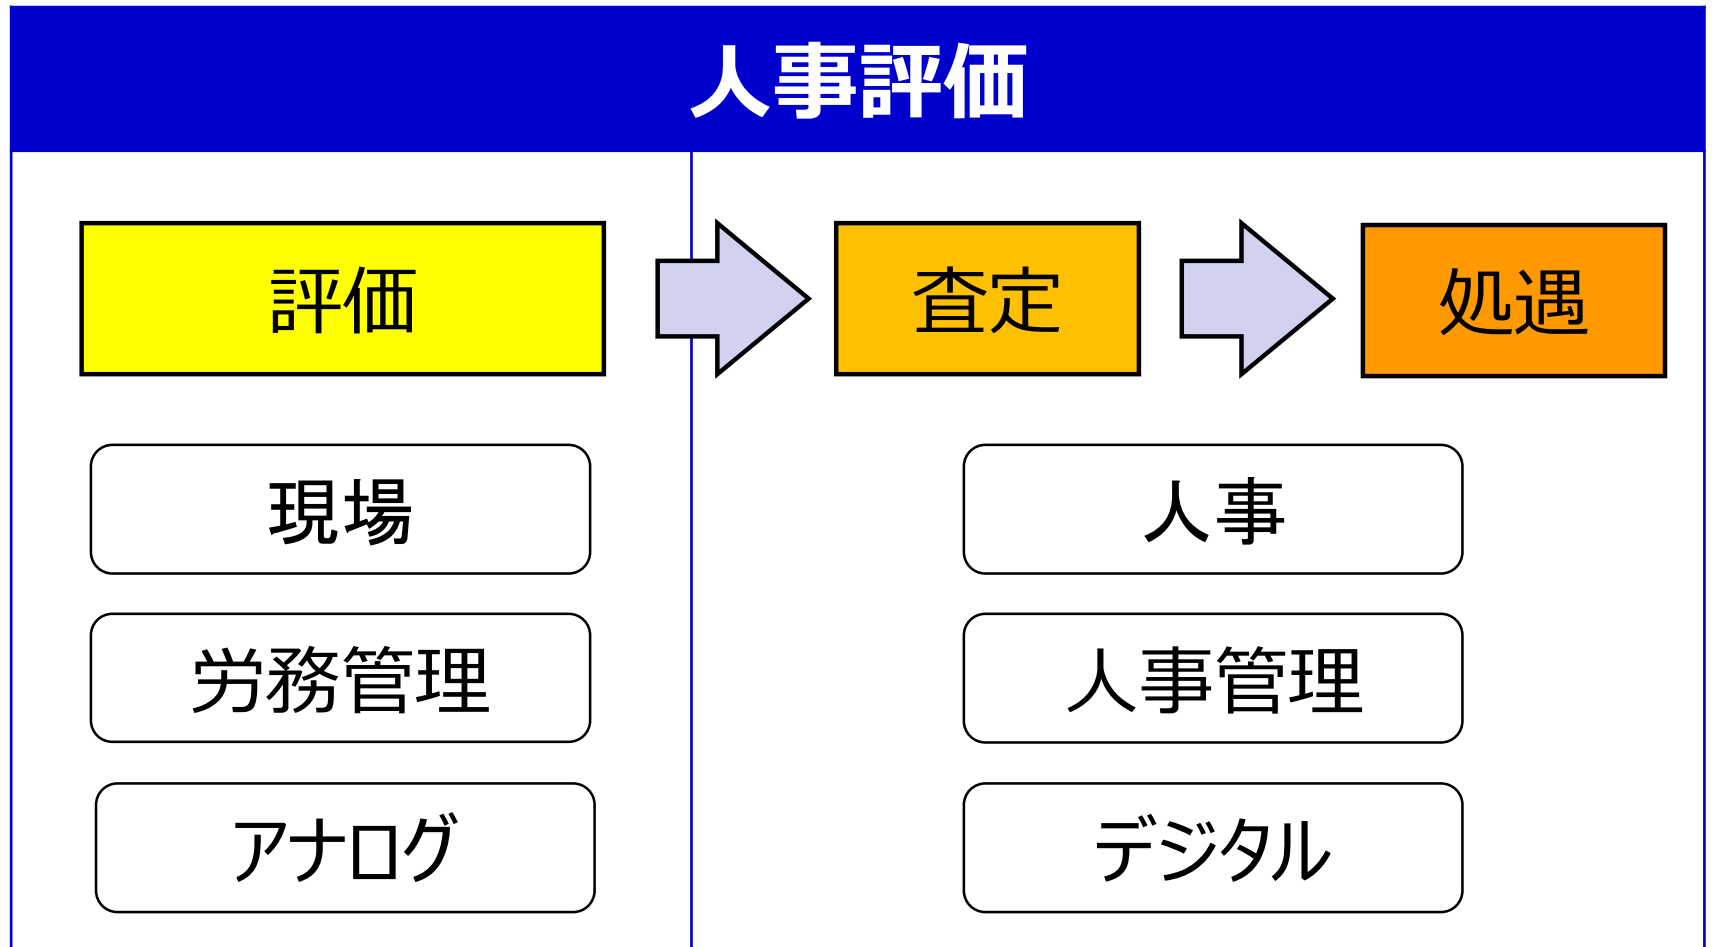 人事評価
評価
査定
処遇
現場
人事
労務管理
人事管理
アナログ
デジタル